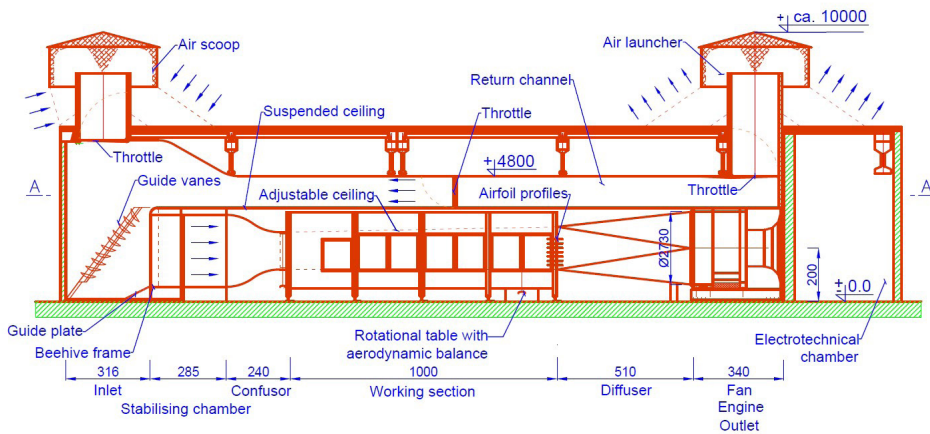 + ca. 10000
Air scoop
Air launcher
Return channel
Suspended ceiling
Throttle
Throttle
+4800
Guide vanes
Adjustable ceiling
Airfoil profiles
Throttle
A
A
Ø2730
200
+0.0
Guide plate
Beehive frame
Rotational table with
aerodynamic balance
Electrotechnical
chamber
316
285
240
1000
510
340
Inlet
Confusor
Working section
Diffuser
Fan
Stabilising chamber
Engine
Outlet